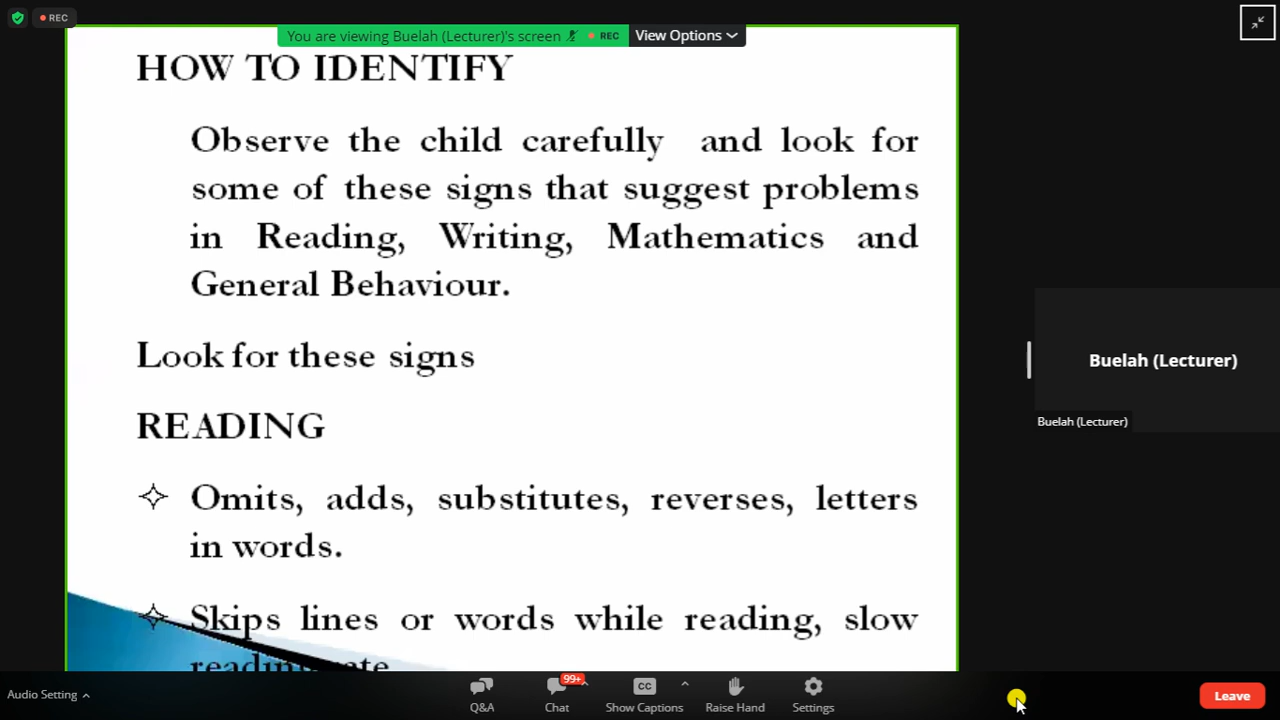 REC
You are viewing Buelah (Lecturer)'s screen REC View Options
HOW TO IDENTIFY
Observe the child carefully and look for
some of these signs that suggest problems
in Reading, Writing, Mathematics and
General Behaviour.
Look for these signs
READING
Omits, adds, substitutes, reverses, letters
in words.
Skips lines or words while reading, slow
Buelah (Lecturer)
Buelah (Lecturer)
Audio Setting
99+
CC
Q&A Chat Show Captions Raise Hand Settings
Leave